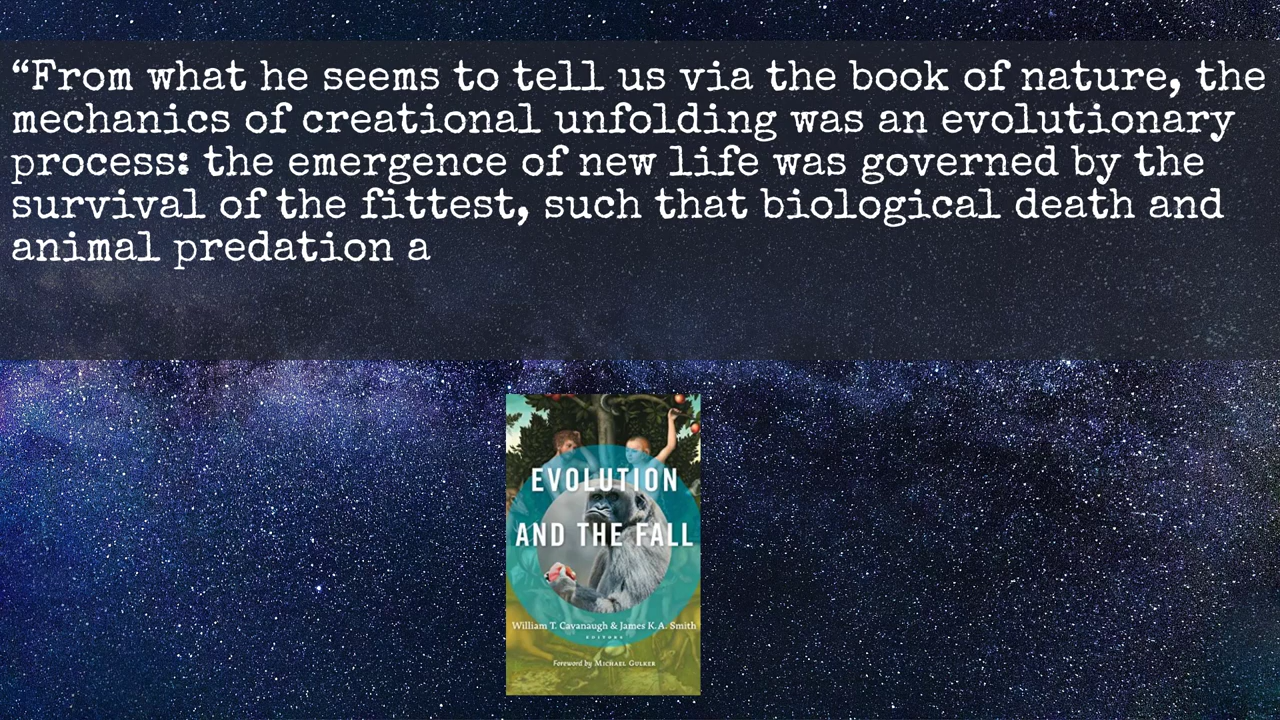 “From what he seems to tell us via the book of nature, the
mechanics of creational unfolding was an evolutionary
process: the emergence of new life was governed by the
survival of the fittest, such that biological death and
animal predation a
EVOLUTION
AND THE FALL
William T. Cavanaugh & James K. A. Smith
EDITORS
Foreword by MICHAEL GULKER